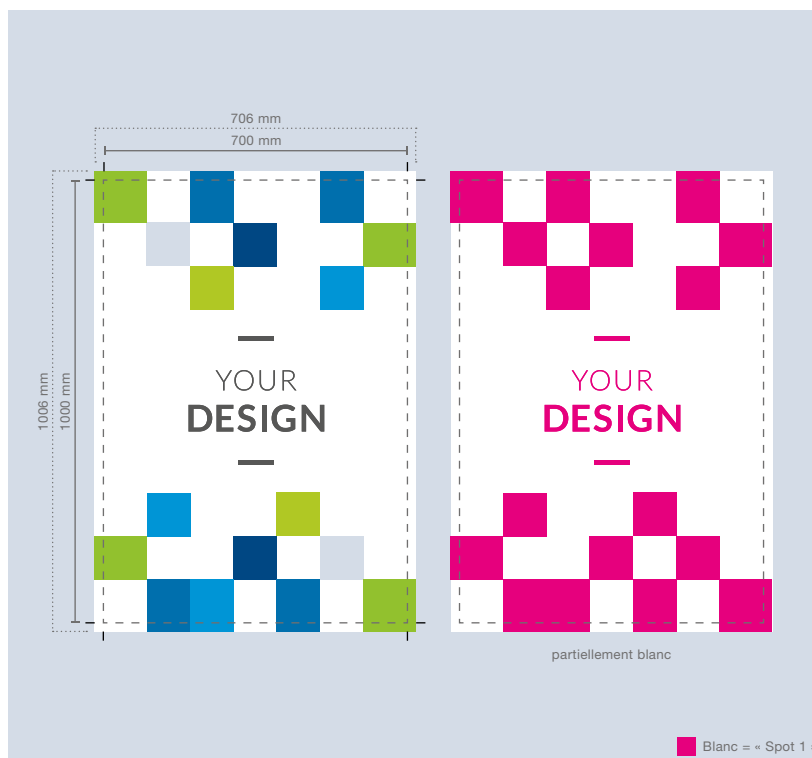 706 mm
700 mm
1006 mm
1000 mm
YOUR
DESIGN
YOUR
DESIGN
partiellement blanc
Blanc = « Spot 1 »